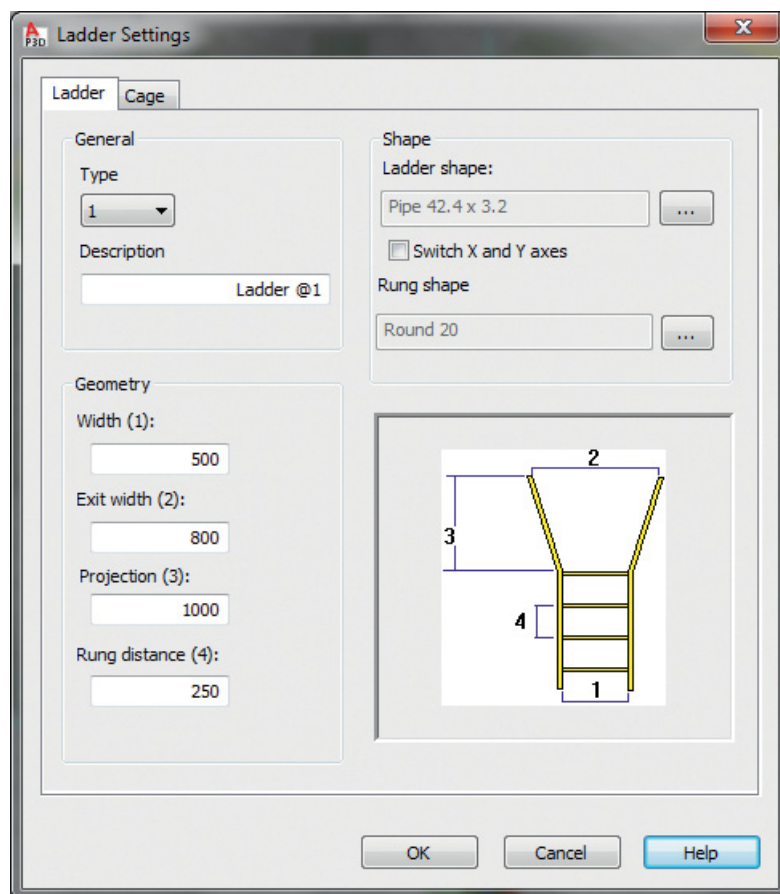 A
P3D
Ladder Settings
X
Ladder
Cage
General
Type
1
Description
Ladder @1
Shape
Ladder shape:
Pipe 42.4 x 3.2
...
Switch X and Y axes
Rung shape
Round 20
...
Geometry
Width (1):
500
Exit width (2):
800
Projection (3):
1000
Rung distance (4):
250
2
3
4
1
OK
Cancel
Help